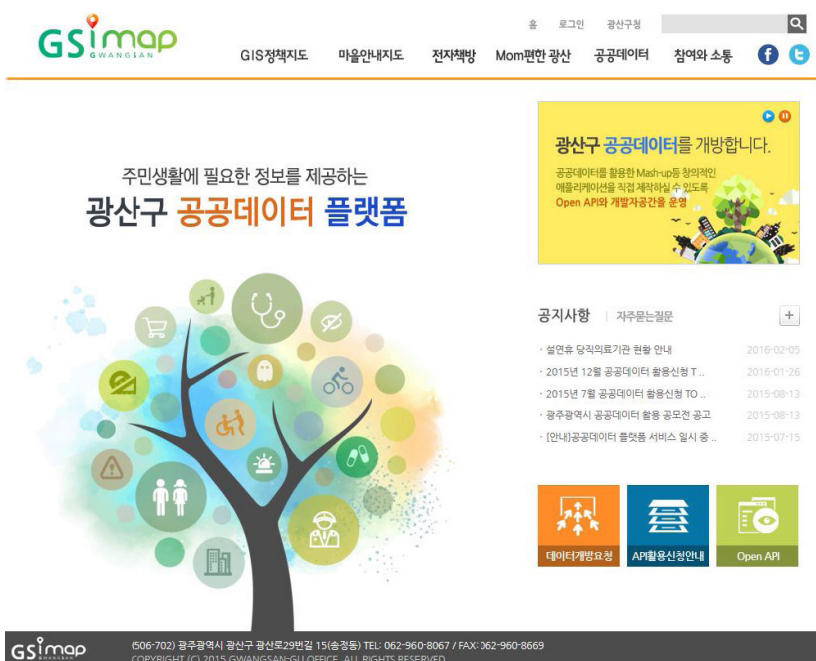 GSimap
GWANGSAN
홈 로그인 광산구청
GIS정책지도 마을안내지도 전자책방 Mom편한 광산 공공데이터 참여와 소통
주민생활에 필요한 정보를 제공하는
광산구 공공데이터 플랫폼
광산구 공공데이터를 개방합니다.
공공데이터를 활용한 Mash-up등 창의적인
애플리케이션을 직접 제작하실 수 있도록
Open API와 개발자공간을 운영
공지사항 | 자주묻는질문
· 설연휴 당직의료기관 현황 안내 2016-02-05
· 2015년 12월 공공데이터 활용신청 T .. 2016-01-26
· 2015년 7월 공공데이터 활용신청 TO .. 2015-08-13
· 광주광역시 공공데이터 활용 공모전 공고 2015-08-13
· [안내]공공데이터 플랫폼 서비스 일시 중 .. 2015-07-15
데이터개방요청 API활용신청안내 Open API
GSimap
GWANGSAN
(506-702) 광주광역시 광산구 광산로29번길 15(송정동) TEL: 062-960-8067 / FAX: 062-960-8669
COPYRIGHT (C) 2015 GWANGSAN-GU OFFICE. ALL RIGHTS RESERVED